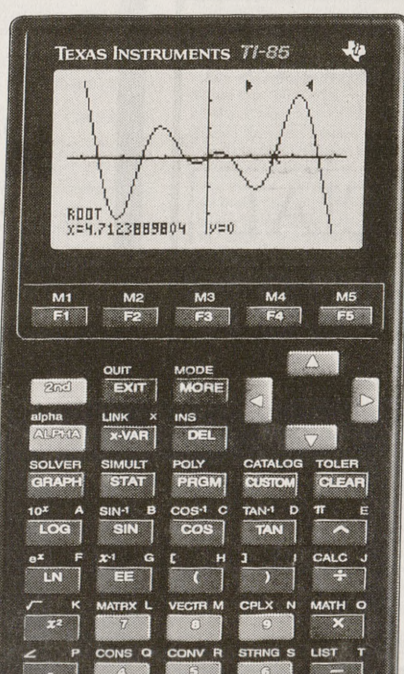 TEXAS INSTRUMENTS TI-85
ROOT
x=4.7123889804 y=0
M1 M2 M3 M4 M5
F1 F2 F3 F4 F5
QUIT MODE
2nd EXIT MORE
alpha LINK × INS
ALPHA x-VAR DEL
SOLVER SIMULT POLY CATALOG TOLER
GRAPH STAT PRGM CUSTOM CLEAR
10ˣ A SIN⁻¹ B COS⁻¹ C TAN⁻¹ D π E
LOG SIN COS TAN ^
eˣ F x⁻¹ G [ H ] I CALC J
LN EE ( ) ÷
√ K MATRX L VECTR M CPLX N MATH O
x² 7 8 9 ×
∠ P CONS Q CONV R STRNG S LIST T
4 5 6 −